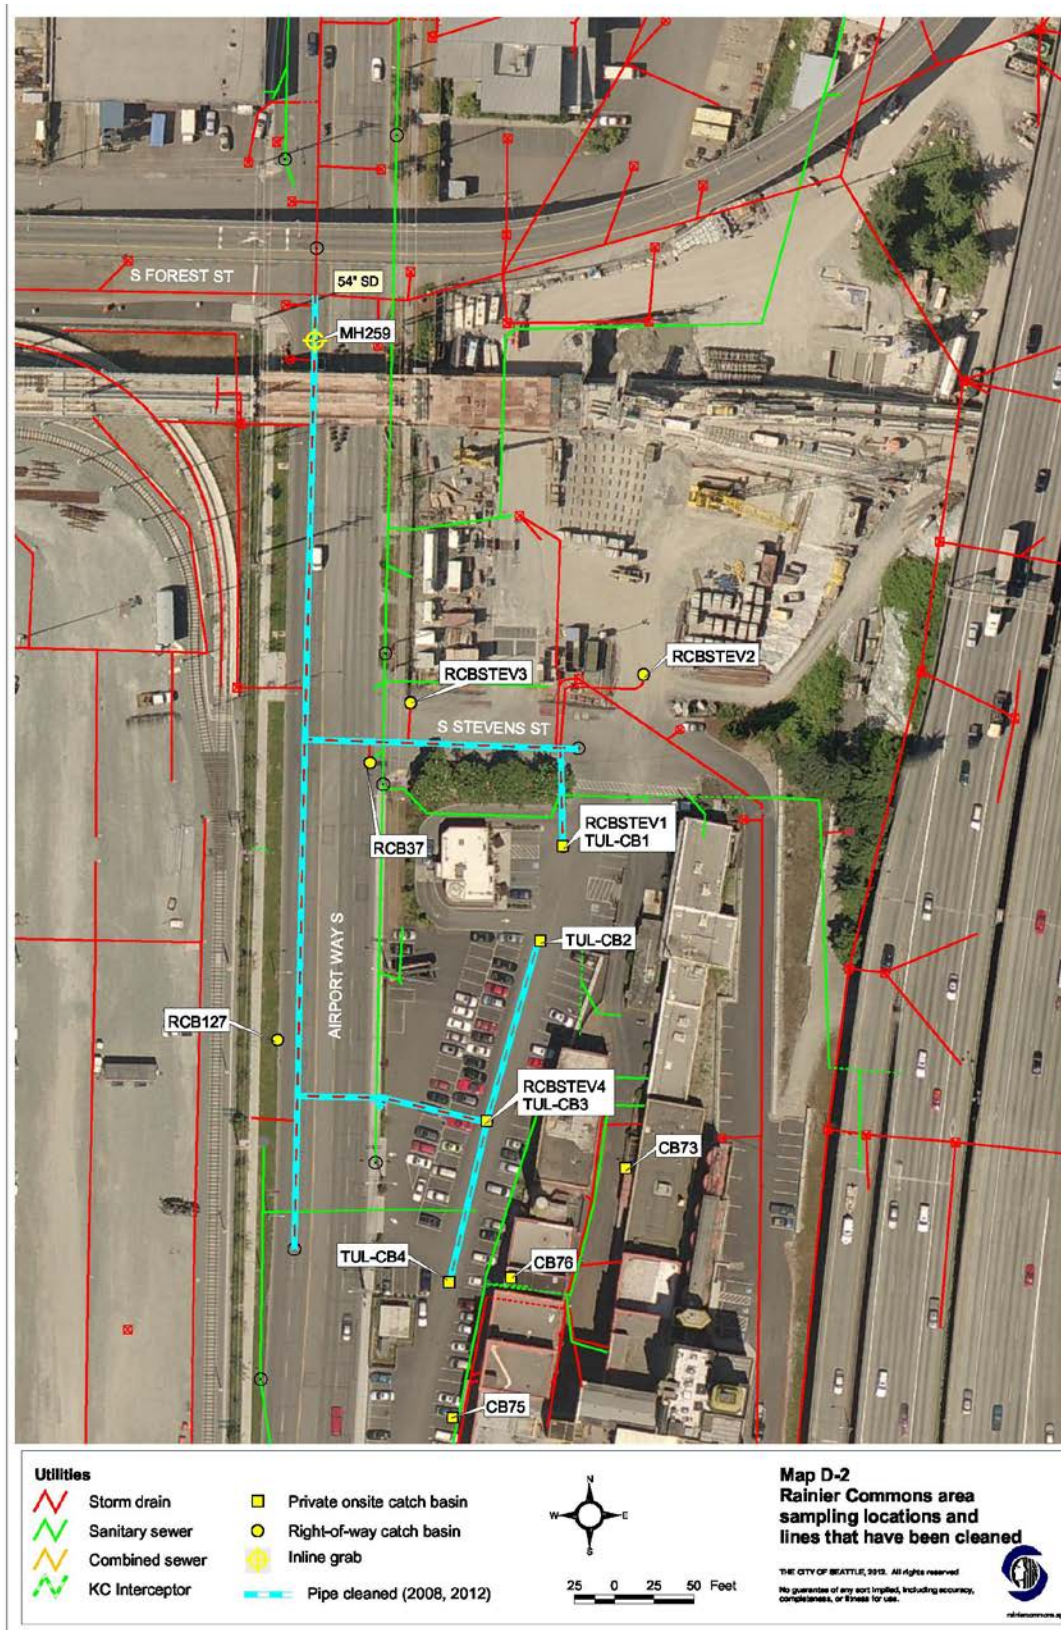 S FOREST ST
54" SD
MH259
RCBSTEV2
RCBSTEV3
S STEVENS ST
RCBSTEV1
TUL-CB1
RCB37
TUL-CB2
AIRPORT WAY S
RCB127
RCBSTEV4
TUL-CB3
CB73
TUL-CB4
CB76
CB75
Utilities
Storm drain
Sanitary sewer
Combined sewer
KC Interceptor
Private onsite catch basin
Right-of-way catch basin
Inline grab
Pipe cleaned (2008, 2012)
N
W
E
S
25 0 50 Feet
Map D-2
Rainier Commons area
sampling locations and
lines that have been cleaned
THE CITY OF SEATTLE, 2012. All rights reserved
No guarantee of any sort implied, including accuracy,
completeness, or fitness for use.